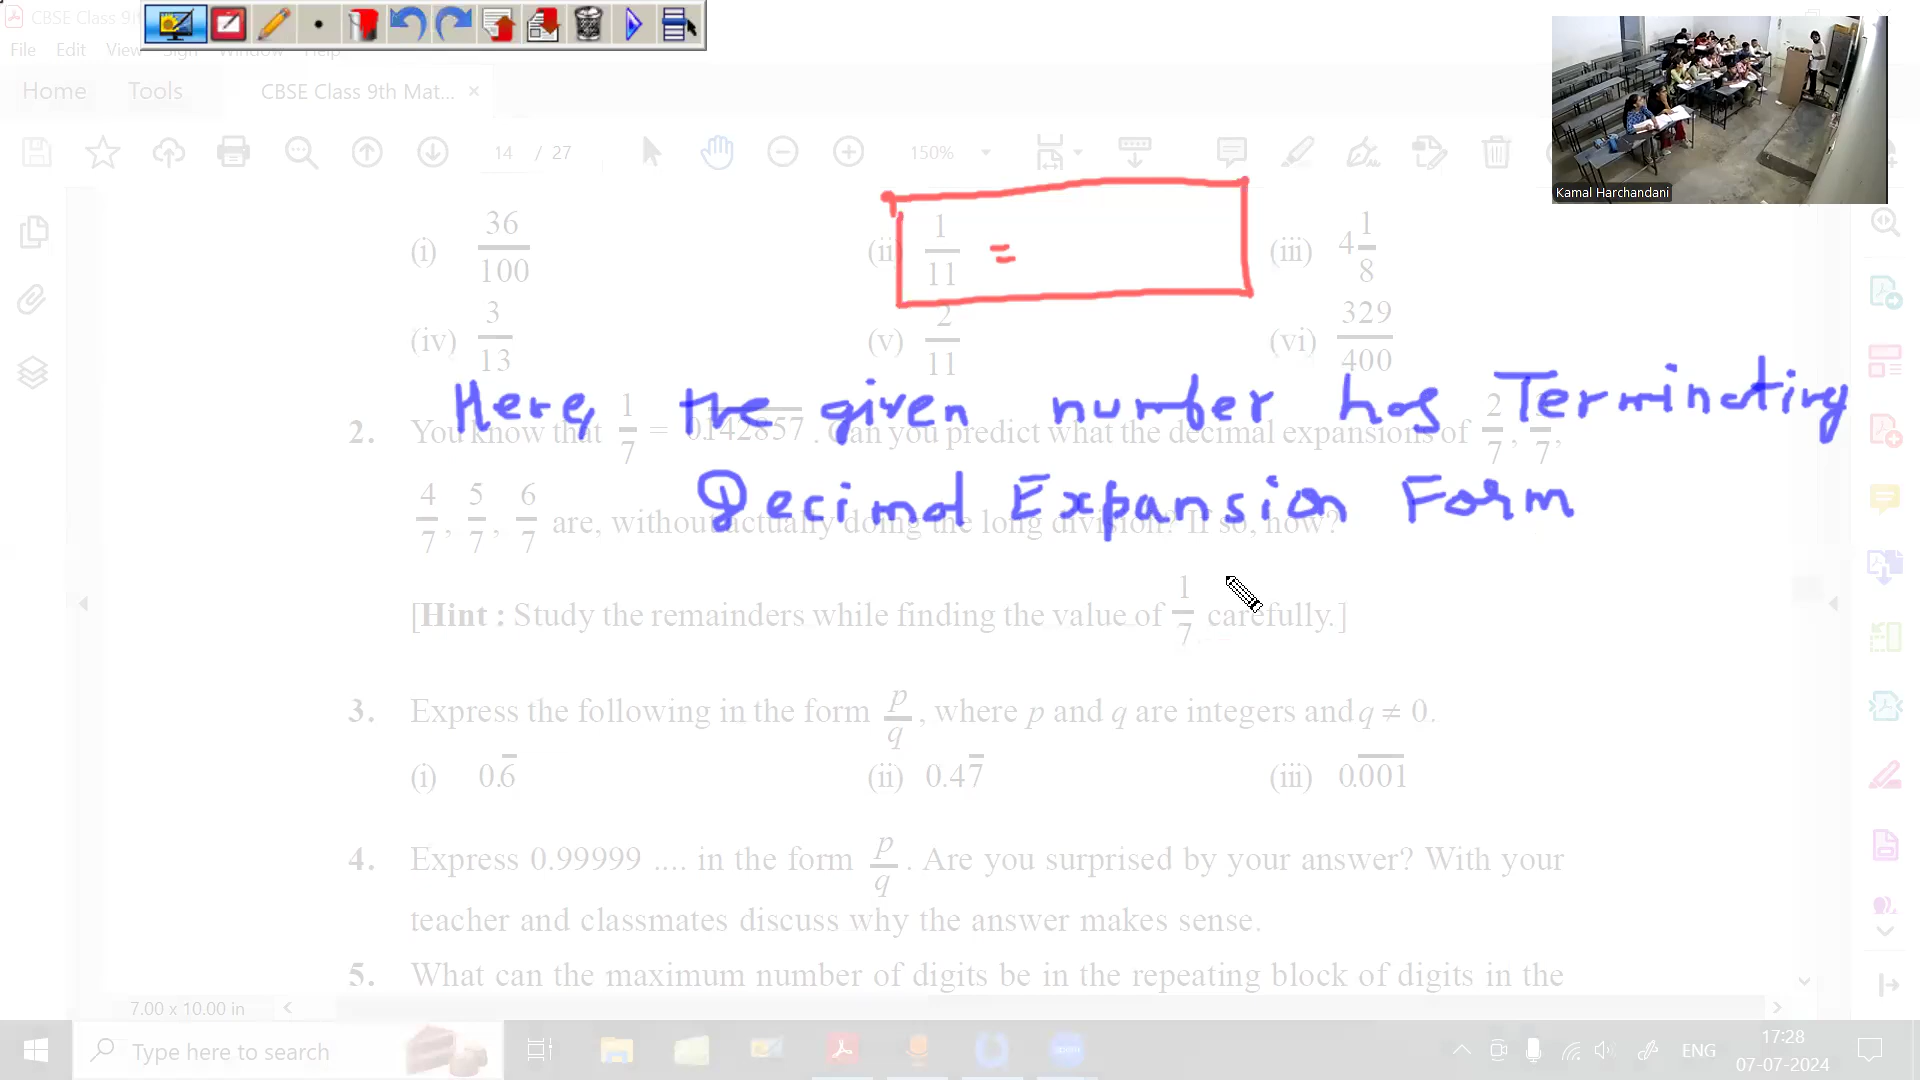 CBSE Class 9th
File Edit View Sign Window Help
Home Tools CBSE Class 9th Mat... ×
14 / 27 150%
Kamal Harchandani
(i) 36/100 (ii) 1/11 = (iii) 4 1/8
(iv) 3/13 (v) 2/11 (vi) 329/400
Here, the given number has Terminating
2. You know that 1/7 = 0.142857̅. Can you predict what the decimal expansions of 2/7, 3/7,
Decimal Expansion Form
4/7, 5/7, 6/7 are, without actually doing the long division? If so, how?
[Hint : Study the remainders while finding the value of 1/7 carefully.]
3. Express the following in the form p/q, where p and q are integers and q ≠ 0.
(i) 0.6̅ (ii) 0.47̅ (iii) 0.0̅0̅1̅
4. Express 0.99999 .... in the form p/q. Are you surprised by your answer? With your
teacher and classmates discuss why the answer makes sense.
5. What can the maximum number of digits be in the repeating block of digits in the
7.00 x 10.00 in
Type here to search
ENG
17:28
07-07-2024